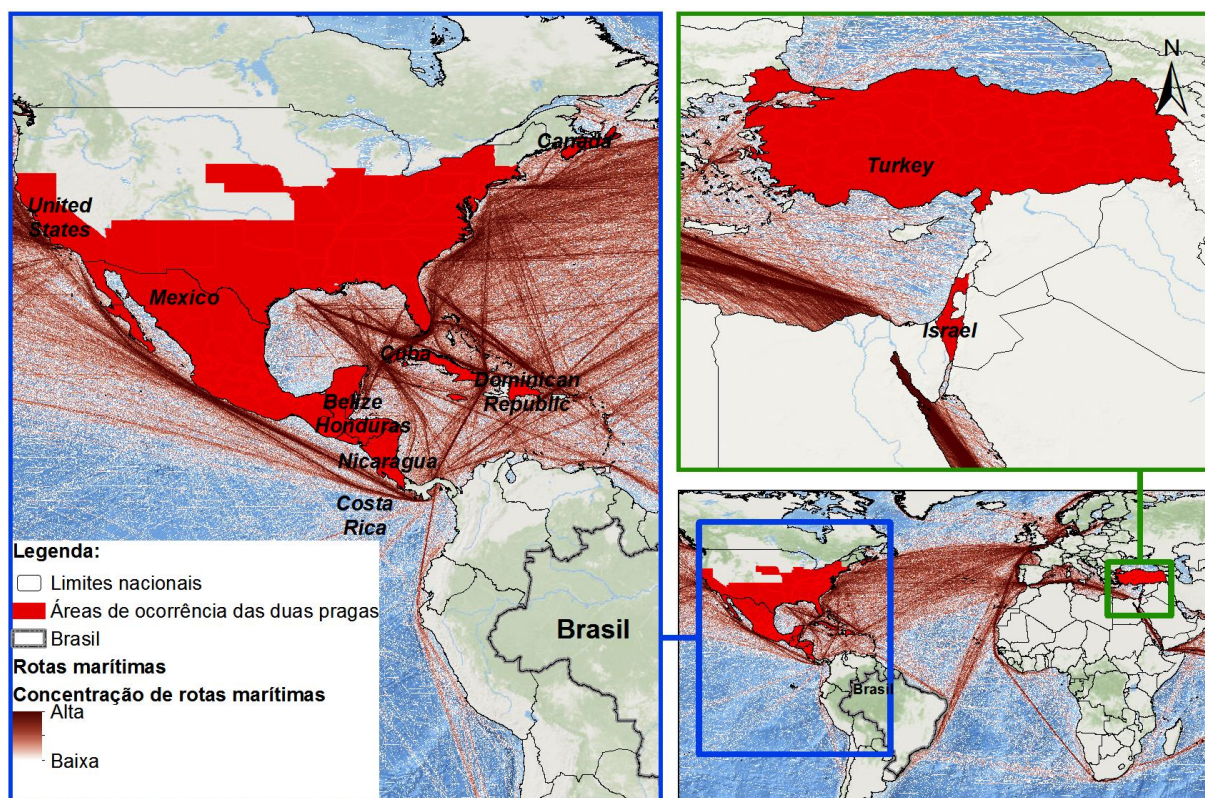 Canada
United
States
Mexico
Cuba
Dominican
Republic
Belize
Honduras
Nicaragua
Costa
Rica
Brasil
Legenda:
Limites nacionais
Áreas de ocorrência das duas pragas
Brasil
Rotas marítimas
Concentração de rotas marítimas
Alta
Baixa
N
Turkey
Israel
Brasil